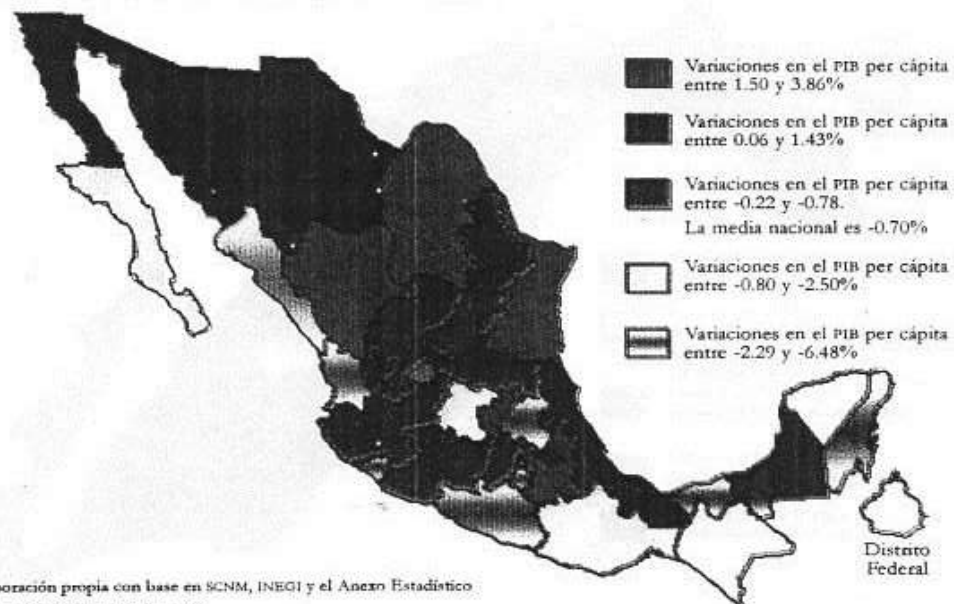 Variaciones en el PIB per cápita
entre 1.50 y 3.86%
Variaciones en el PIB per cápita
entre 0.06 y 1.43%
Variaciones en el PIB per cápita
entre -0.22 y -0.78.
La media nacional es -0.70%
Variaciones en el PIB per cápita
entre -0.80 y -2.50%
Variaciones en el PIB per cápita
entre -2.29 y -6.48%
Distrito
Federal
boración propia con base en SCNM, INEGI y el Anexo Estadístico